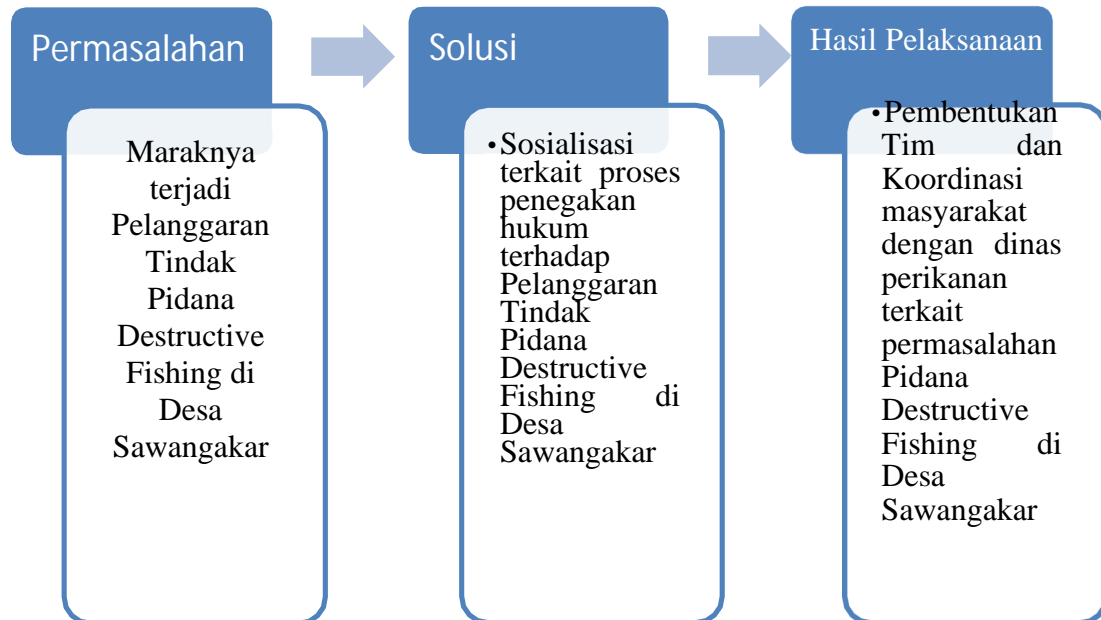 Permasalahan
Maraknya
terjadi
Pelanggaran
Tindak
Pidana
Destructive
Fishing di
Desa
Sawangakar
Solusi
•Sosialisasi
terkait proses
penegakan
hukum
terhadap
Pelanggaran
Tindak
Pidana
Destructive
Fishing di
Desa
Sawangakar
Hasil Pelaksanaan
•Pembentukan
Tim dan
Koordinasi
masyarakat
dengan dinas
perikanan
terkait
permasalahan
Pidana
Destructive
Fishing di
Desa
Sawangakar